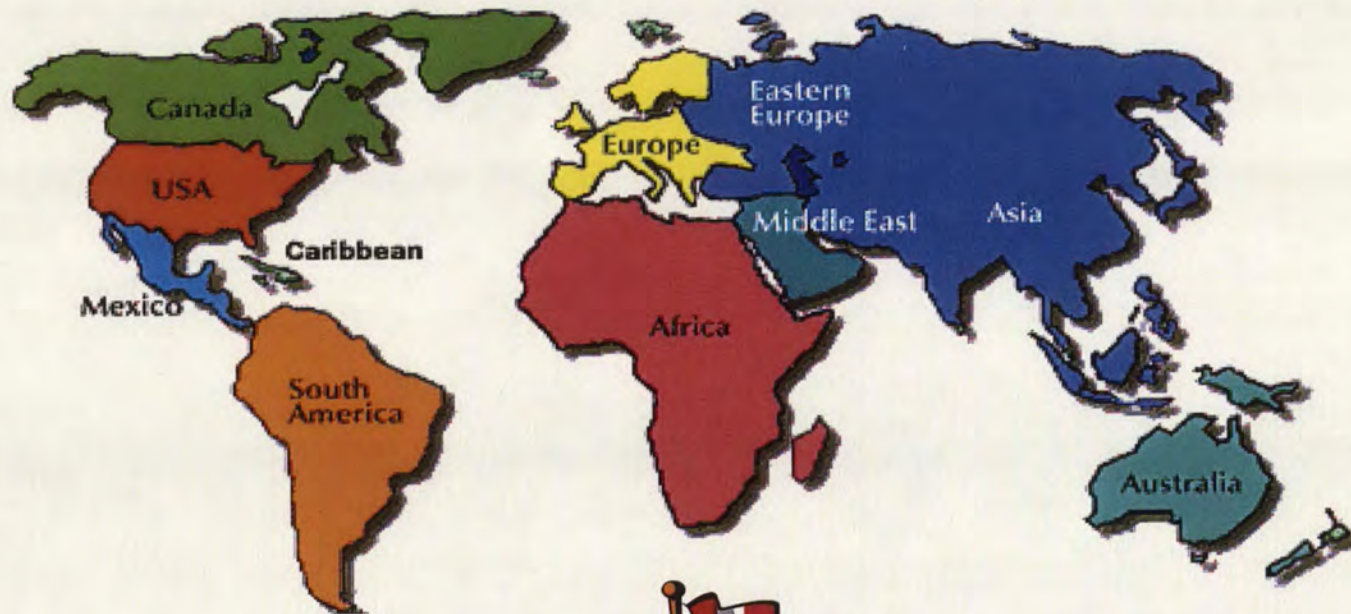 Canada
USA
Caribbean
Mexico
South
America
Europe
Eastern
Europe
Middle East
Asia
Africa
Australia